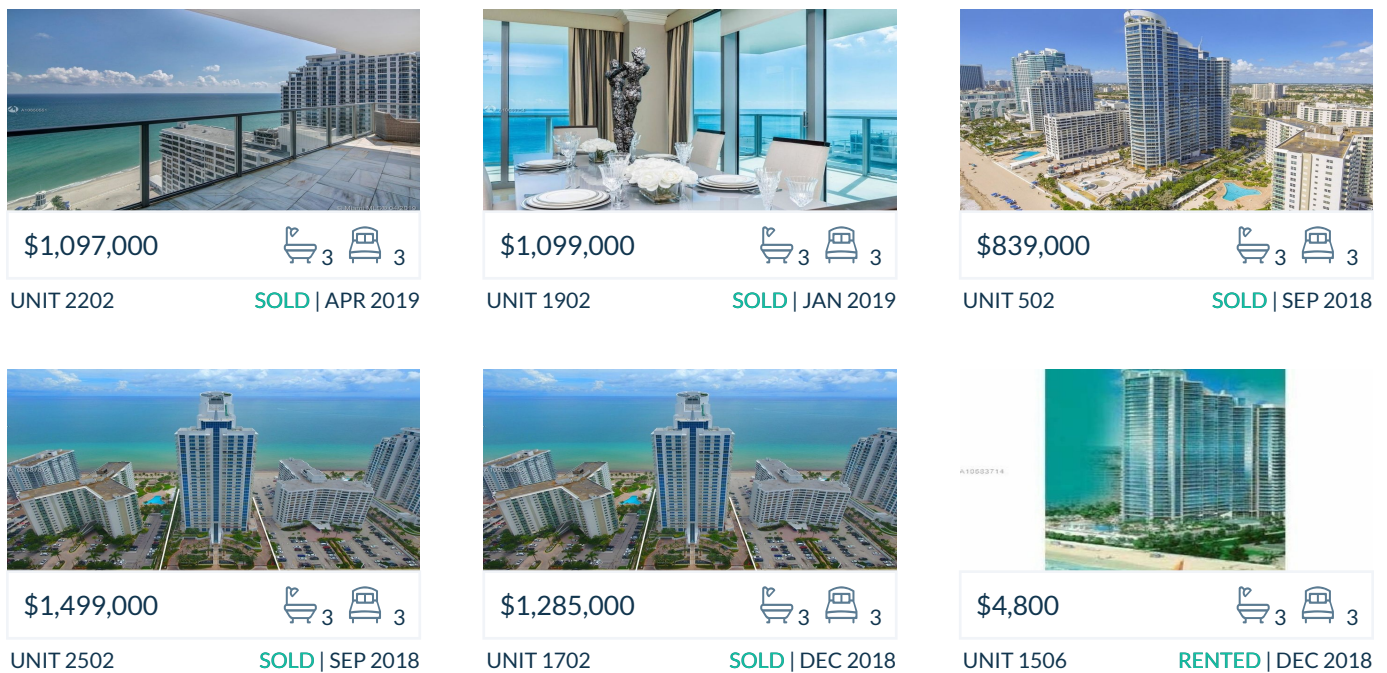 $1,097,000 3 3
UNIT 2202 SOLD | APR 2019
$1,099,000 3 3
UNIT 1902 SOLD | JAN 2019
$839,000 3 3
UNIT 502 SOLD | SEP 2018
$1,499,000 3 3
UNIT 2502 SOLD | SEP 2018
$1,285,000 3 3
UNIT 1702 SOLD | DEC 2018
A10683714
$4,800 3 3
UNIT 1506 RENTED | DEC 2018